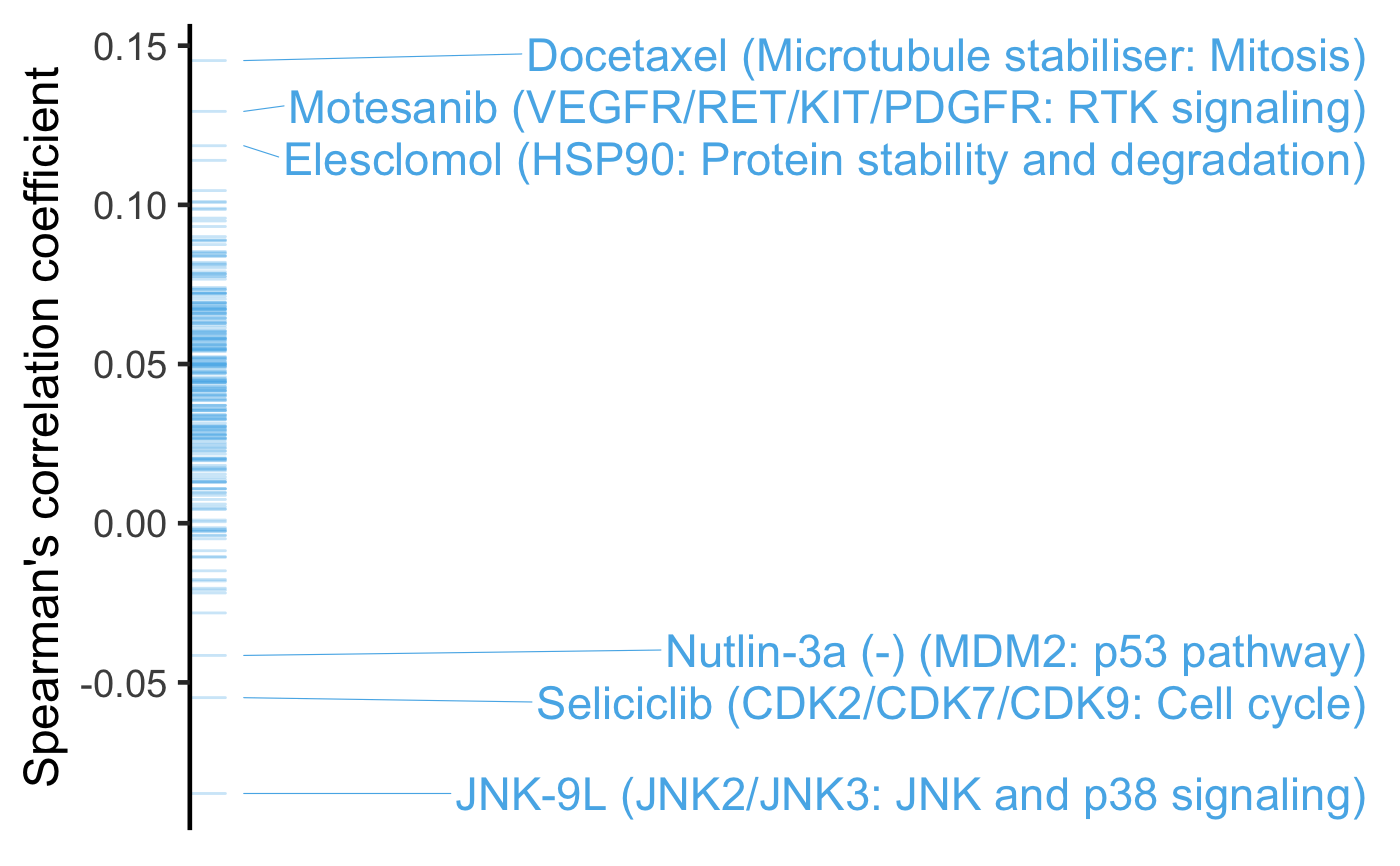 Spearman's correlation coefficient
0.15
Docetaxel (Microtubule stabiliser: Mitosis)
Motesanib (VEGFR/RET/KIT/PDGFR: RTK signaling)
Elesclomol (HSP90: Protein stability and degradation)
0.10
0.05
0.00
Nutlin-3a (-) (MDM2: p53 pathway)
-0.05
Seliciclib (CDK2/CDK7/CDK9: Cell cycle)
JNK-9L (JNK2/JNK3: JNK and p38 signaling)